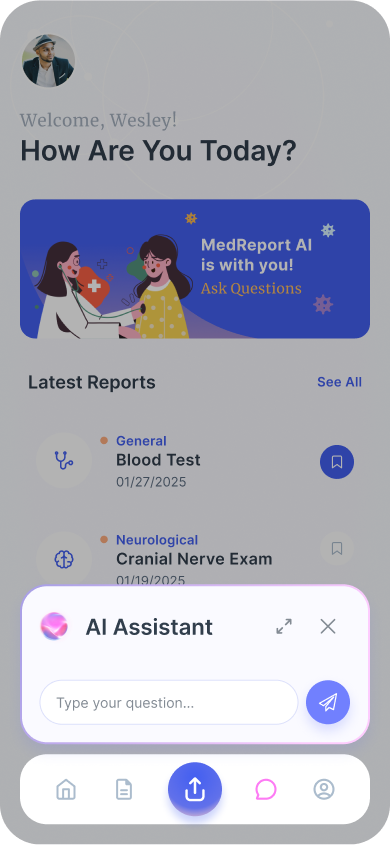 Welcome, Wesley!
How Are You Today?
MedReport AI
is with you!
Ask Questions
Latest Reports
See All
General
Blood Test
01/27/2025
Neurological
Cranial Nerve Exam
01/19/2025
AI Assistant
Type your question...